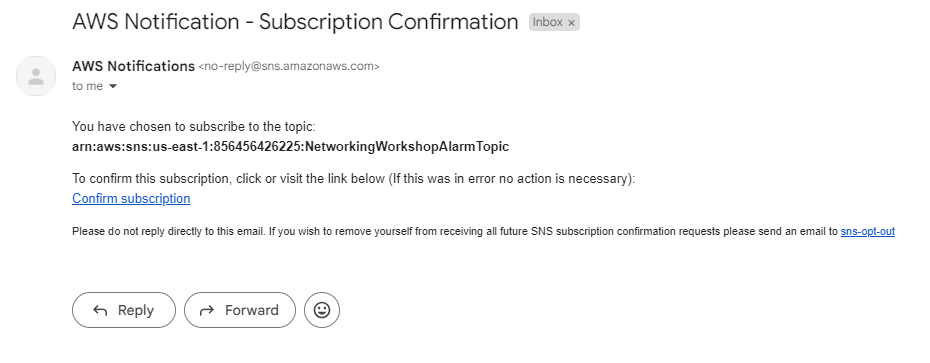 AWS Notification - Subscription Confirmation Inbox ×
AWS Notifications <no-reply@sns.amazonaws.com>
to me
You have chosen to subscribe to the topic:
arn:aws:sns:us-east-1:856456426225:NetworkingWorkshopAlarmTopic
To confirm this subscription, click or visit the link below (If this was in error no action is necessary):
Confirm subscription
Please do not reply directly to this email. If you wish to remove yourself from receiving all future SNS subscription confirmation requests please send an email to sns-opt-out
Reply Forward